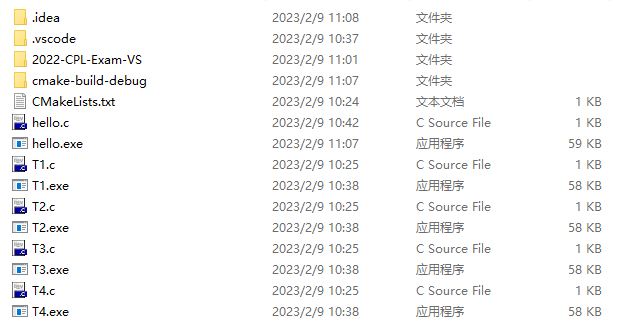 .idea 2023/2/9 11:08 文件夹
.vscode 2023/2/9 10:37 文件夹
2022-CPL-Exam-VS 2023/2/9 11:01 文件夹
cmake-build-debug 2023/2/9 11:07 文件夹
CMakeLists.txt 2023/2/9 10:24 文本文档 1 KB
hello.c 2023/2/9 10:42 C Source File 1 KB
hello.exe 2023/2/9 11:07 应用程序 59 KB
T1.c 2023/2/9 10:25 C Source File 1 KB
T1.exe 2023/2/9 10:38 应用程序 58 KB
T2.c 2023/2/9 10:25 C Source File 1 KB
T2.exe 2023/2/9 10:38 应用程序 58 KB
T3.c 2023/2/9 10:25 C Source File 1 KB
T3.exe 2023/2/9 10:38 应用程序 58 KB
T4.c 2023/2/9 10:25 C Source File 1 KB
T4.exe 2023/2/9 10:38 应用程序 58 KB